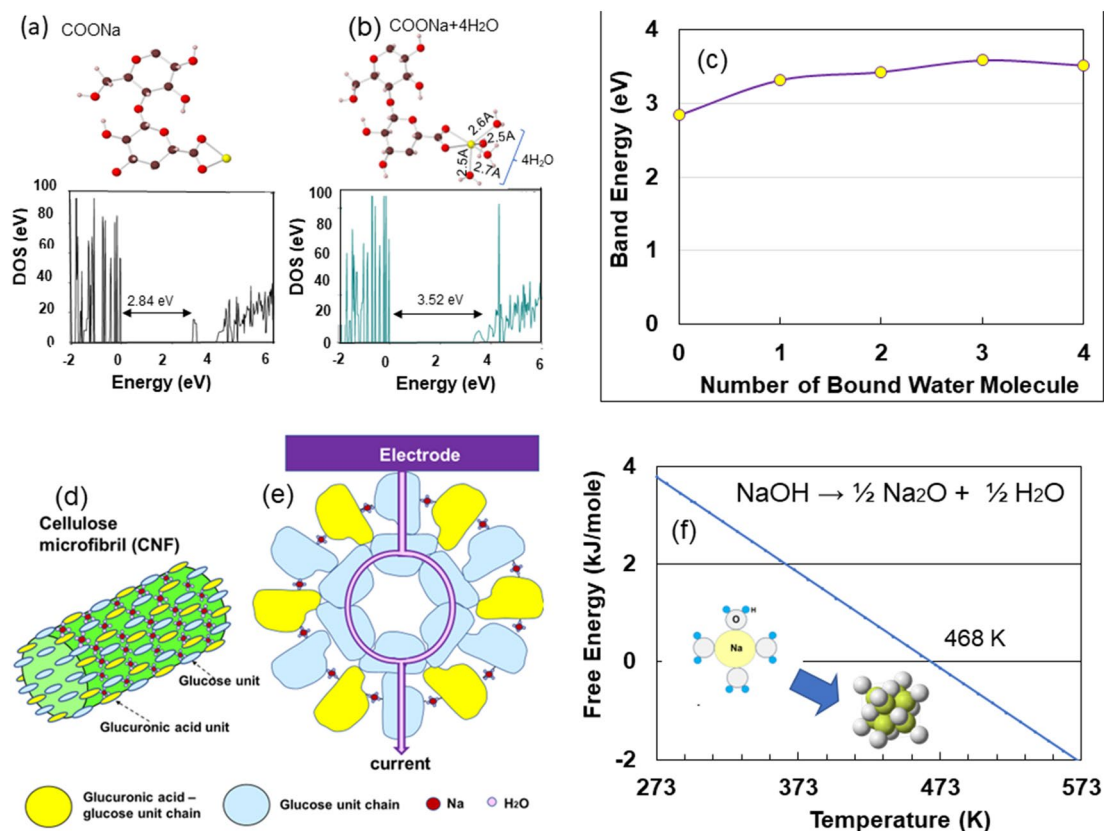 (a) COONa
100
80
60
40
20
0
DOS (eV)
2.84 eV
-2 0 2 4 6
Energy (eV)
(b) COONa+4H2O
2.6A
2.5A
2.5A
2.7A
4H2O
100
80
60
40
20
0
DOS (eV)
3.52 eV
-2 0 2 4 6
Energy (eV)
(c)
4
3
2
1
0
Band Energy (eV)
0 1 2 3 4
Number of Bound Water Molecule
(d)
Cellulose
microfibril (CNF)
Glucose unit
Glucuronic acid unit
(e)
Electrode
current
Glucuronic acid –
glucose unit chain
Glucose unit chain
Na
H2O
(f)
NaOH → ½ Na2O + ½ H2O
4
2
0
-2
Free Energy (kJ/mole)
468 K
H
O
Na
273 373 473 573
Temperature (K)